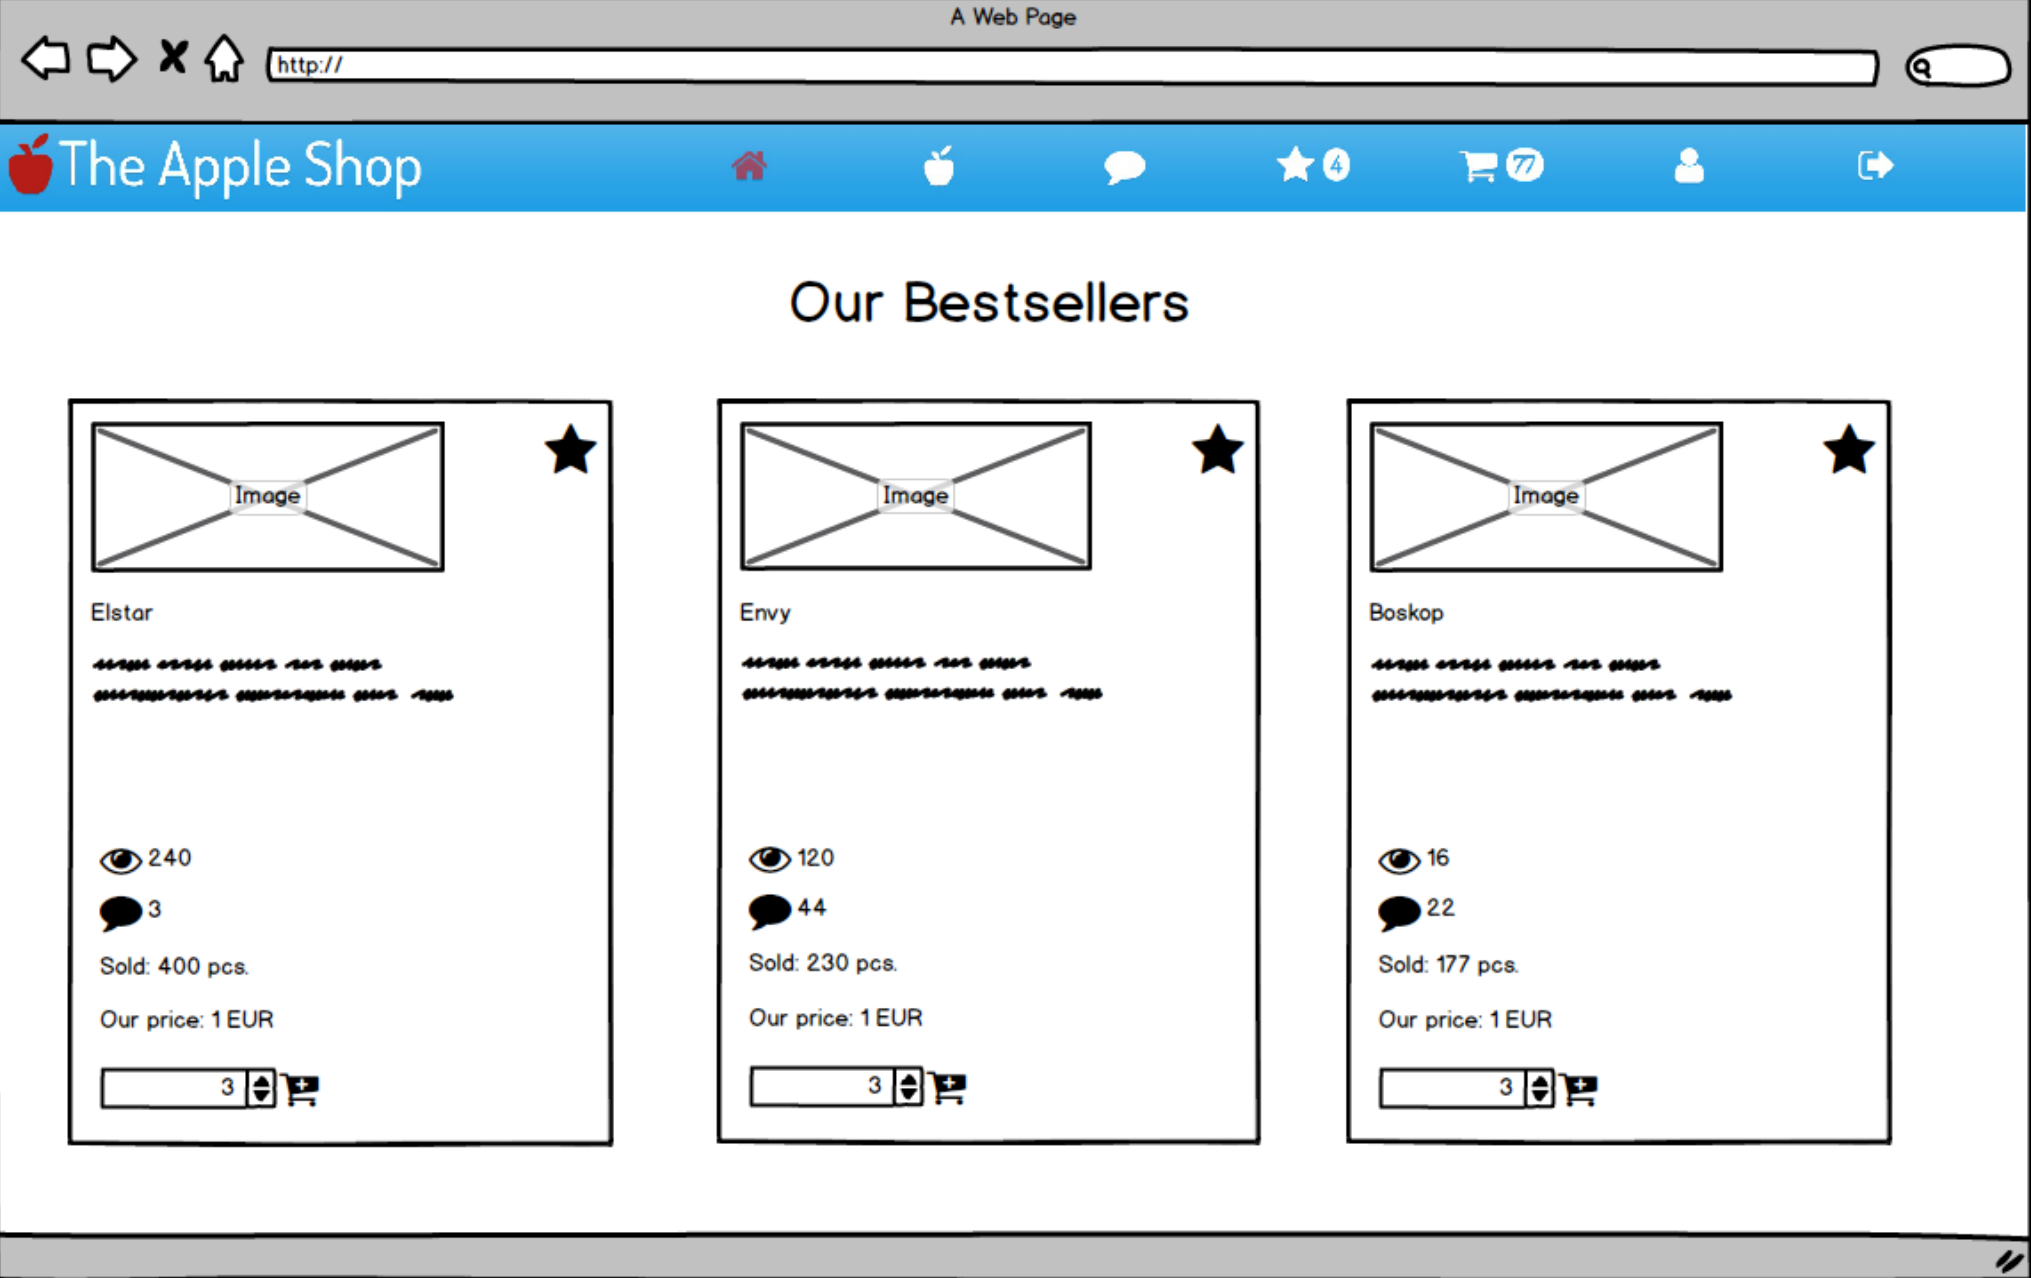 A Web Page
http://
The Apple Shop
4
77
Our Bestsellers
Image
Elstar
240
3
Sold: 400 pcs.
Our price: 1 EUR
3
Image
Envy
120
44
Sold: 230 pcs.
Our price: 1 EUR
3
Image
Boskop
16
22
Sold: 177 pcs.
Our price: 1 EUR
3